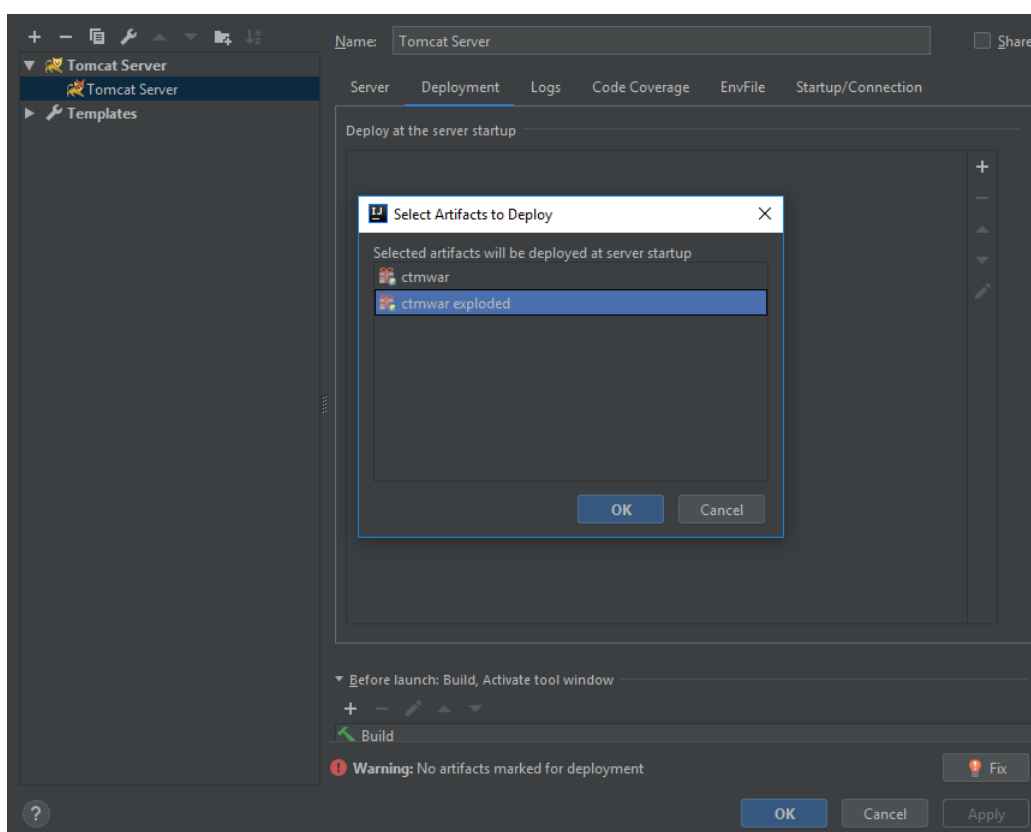 Name: Tomcat Server
Share
Tomcat Server
Tomcat Server
Templates
Server Deployment Logs Code Coverage EnvFile Startup/Connection
Deploy at the server startup
Select Artifacts to Deploy
Selected artifacts will be deployed at server startup
ctmwar
ctmwar exploded
OK Cancel
Before launch: Build, Activate tool window
Build
Warning: No artifacts marked for deployment
Fix
?
OK Cancel Apply